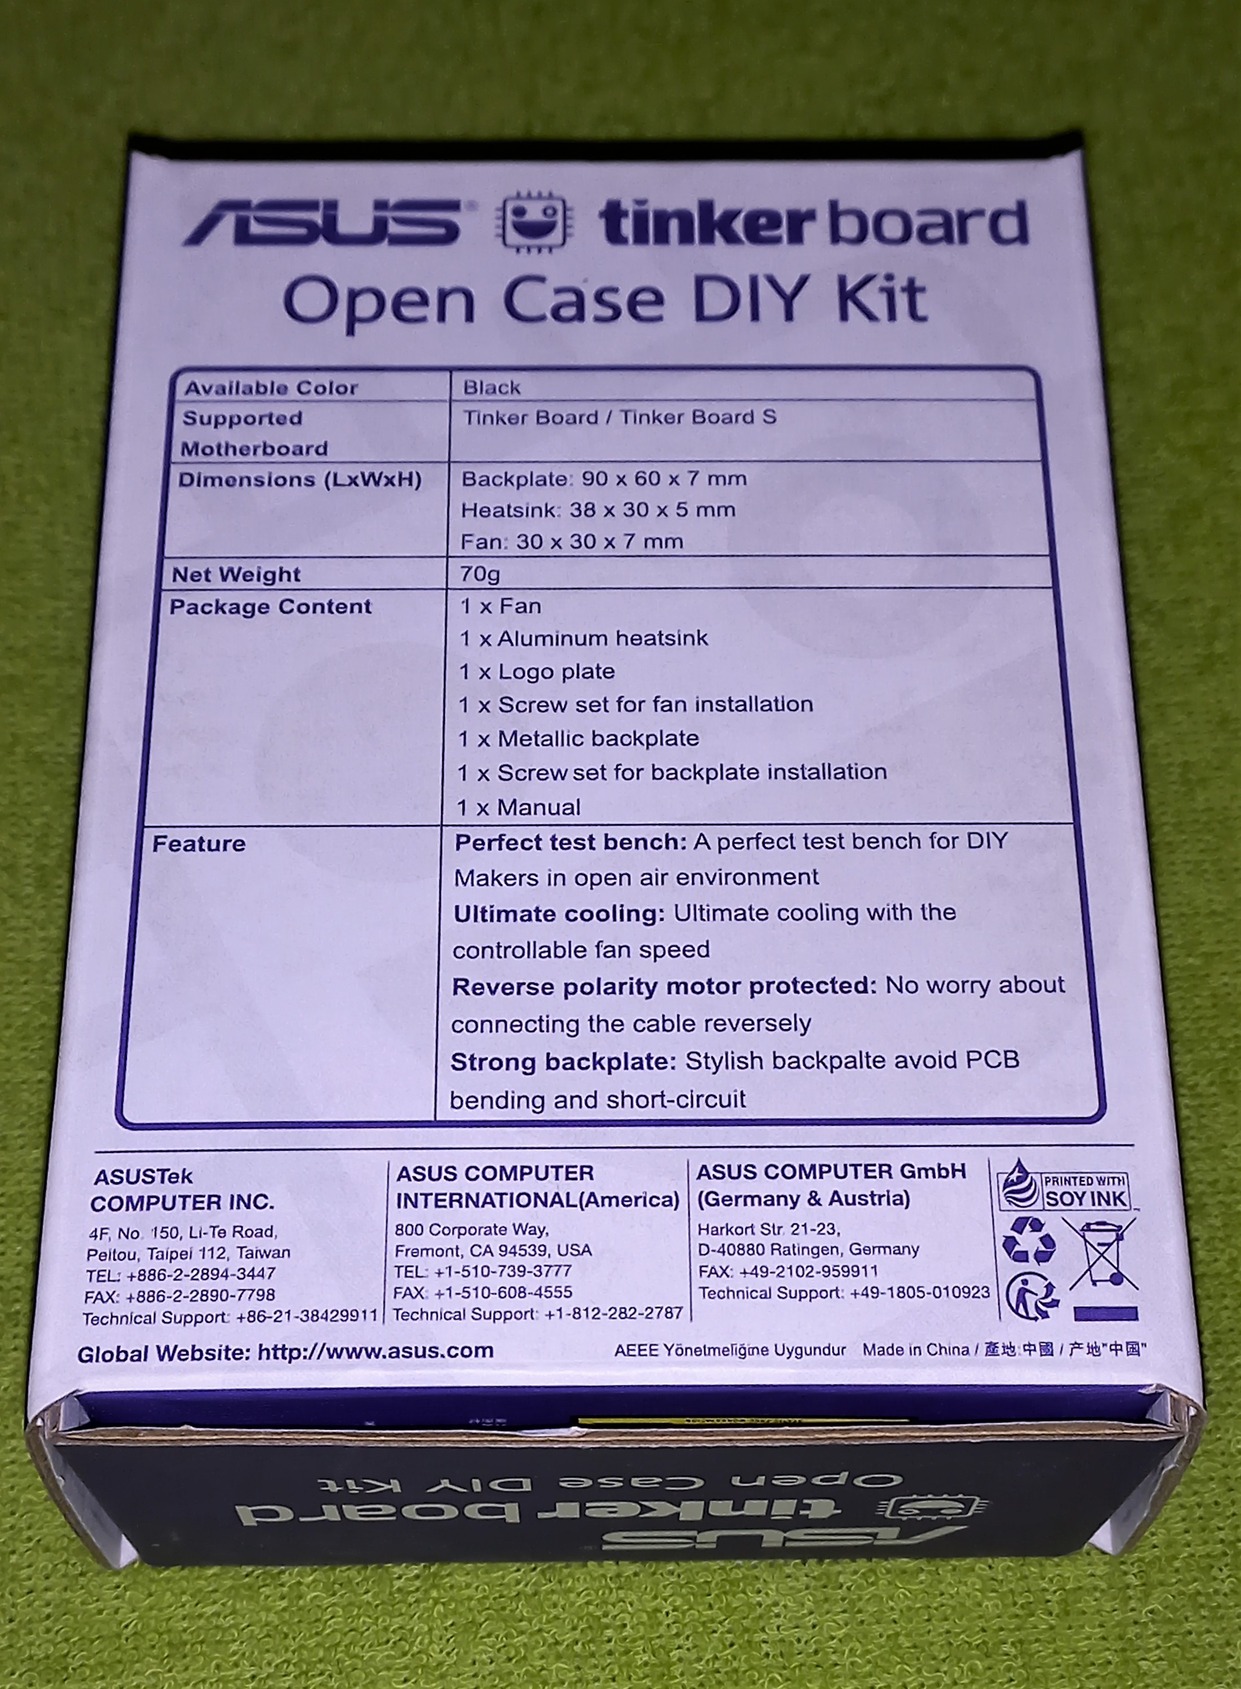 ASUS® tinker board
Open Case DIY Kit
Available Color Black
Supported Motherboard Tinker Board / Tinker Board S
Dimensions (LxWxH) Backplate: 90 x 60 x 7 mm
Heatsink: 38 x 30 x 5 mm
Fan: 30 x 30 x 7 mm
Net Weight 70g
Package Content 1 x Fan
1 x Aluminum heatsink
1 x Logo plate
1 x Screw set for fan installation
1 x Metallic backplate
1 x Screw set for backplate installation
1 x Manual
Feature Perfect test bench: A perfect test bench for DIY
Makers in open air environment
Ultimate cooling: Ultimate cooling with the
controllable fan speed
Reverse polarity motor protected: No worry about
connecting the cable reversely
Strong backplate: Stylish backpalte avoid PCB
bending and short-circuit
ASUSTek
COMPUTER INC.
4F, No. 150, Li-Te Road,
Peitou, Taipei 112, Taiwan
TEL: +886-2-2894-3447
FAX: +886-2-2890-7798
Technical Support: +86-21-38429911
ASUS COMPUTER
INTERNATIONAL(America)
800 Corporate Way,
Fremont, CA 94539, USA
TEL: +1-510-739-3777
FAX: +1-510-608-4555
Technical Support: +1-812-282-2787
ASUS COMPUTER GmbH
(Germany & Austria)
Harkort Str. 21-23,
D-40880 Ratingen, Germany
FAX: +49-2102-959911
Technical Support: +49-1805-010923
PRINTED WITH
SOY INK™
Global Website: http://www.asus.com
AEEE Yönetmeliğine Uygundur Made in China / 產地:中國 / 产地"中国"
ASUS
tinker board
Open Case DIY Kit